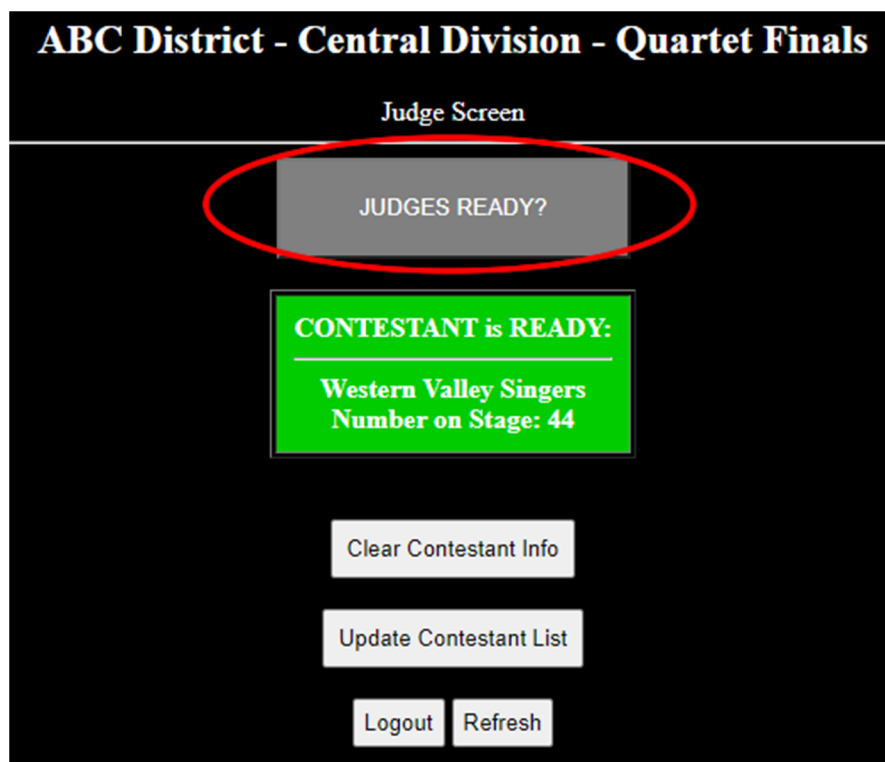 ABC District - Central Division - Quartet Finals
Judge Screen
JUDGES READY?
CONTESTANT is READY:
Western Valley Singers
Number on Stage: 44
Clear Contestant Info
Update Contestant List
Logout Refresh